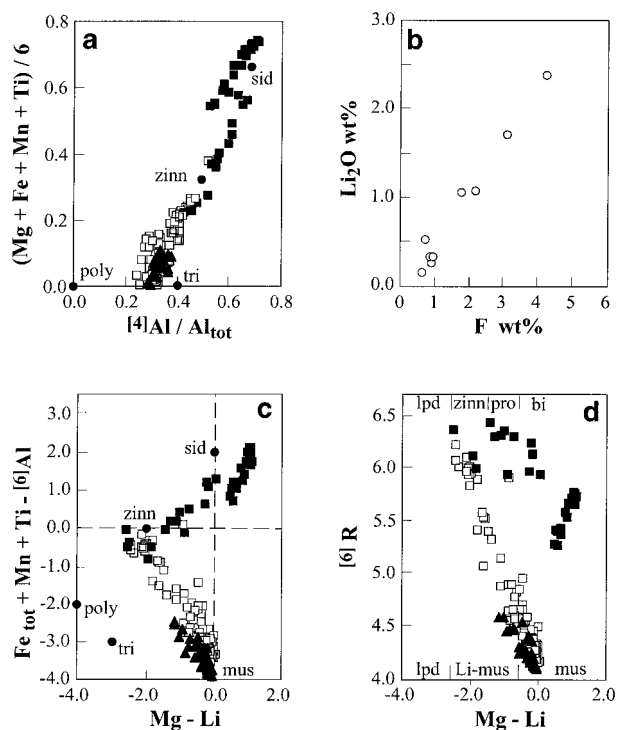 a
(Mg + Fe + Mn + Ti) / 6
0.8
0.6
0.4
0.2
0.0
sid
zinn
poly
tri
0.0 0.2 0.4 0.6 0.8
[4]Al / Altot
b
Li2O wt%
3.0
2.0
1.0
0.0
0 1 2 3 4 5 6
F wt%
c
Fe tot + Mn + Ti - [6]Al
3.0
2.0
1.0
0.0
-1.0
-2.0
-3.0
-4.0
sid
zinn
poly
tri
mus
-4.0 -2.0 0.0 2.0
Mg - Li
d
lpd zinn pro bi
[6] R
6.5
6.0
5.5
5.0
4.5
4.0
lpd Li-mus mus
-4.0 -2.0 0.0 2.0
Mg - Li